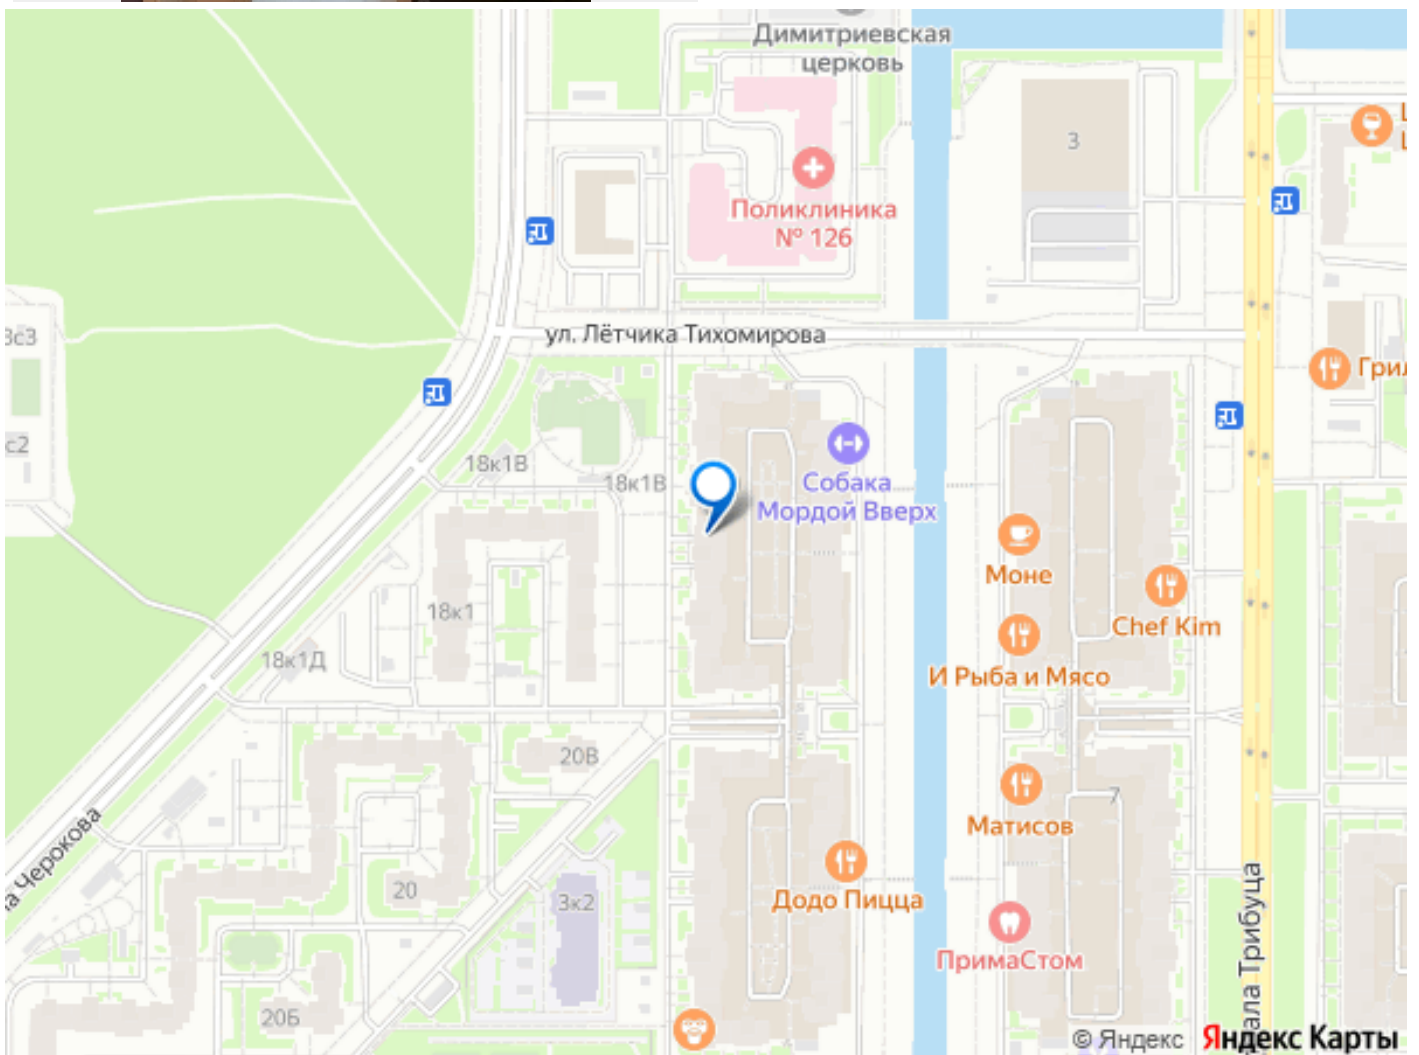 Димитриевская
церковь
3
Поликлиника
№ 126
ул. Лётчика Тихомирова
3с3
Грил
с2
18к1В
18к1В
Собака
Мордой Вверх
Моне
Chef Kim
18к1
И Рыба и Мясо
18к1Д
20В
7
Матисов
а Черокова
20
3к2
Додо Пицца
ПримаСтом
ала Трибуца
20Б
© Яндекс
Яндекс Карты